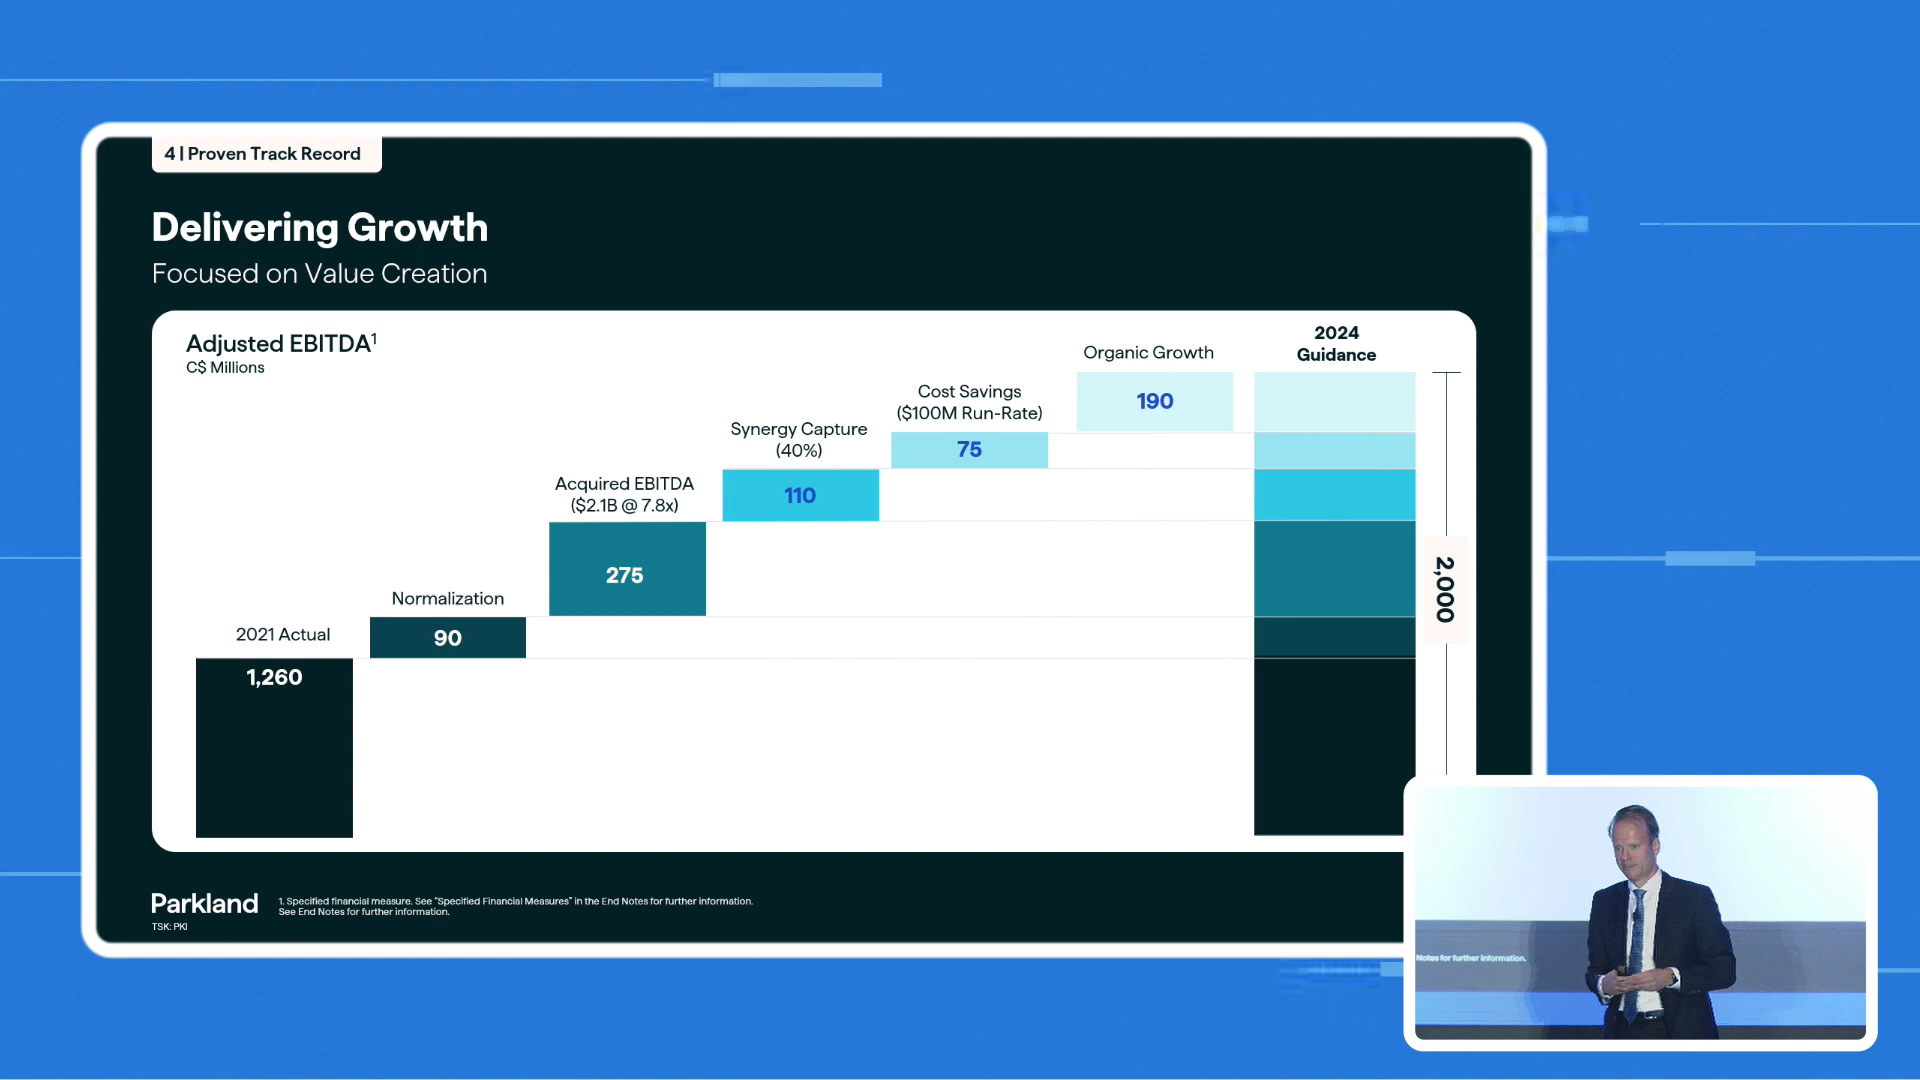 4 | Proven Track Record
Delivering Growth
Focused on Value Creation
Adjusted EBITDA1
C$ Millions
2024
Guidance
Organic Growth
190
Cost Savings
($100M Run-Rate)
75
Synergy Capture
(40%)
110
Acquired EBITDA
($2.1B @ 7.8x)
275
Normalization
90
2021 Actual
1,260
2,000
Parkland
TSK: PKI
1. Specified financial measure. See "Specified Financial Measures" in the End Notes for further information.
See End Notes for further information.
Notes for further information.